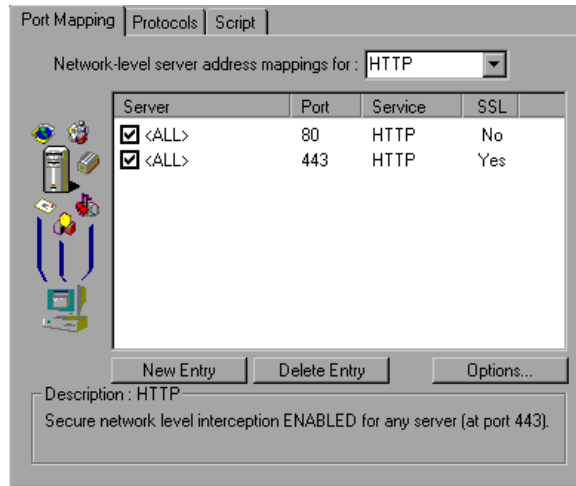 Port Mapping Protocols Script
Network-level server address mappings for : HTTP
Server Port Service SSL
<ALL> 80 HTTP No
<ALL> 443 HTTP Yes
New Entry Delete Entry Options...
Description : HTTP
Secure network level interception ENABLED for any server (at port 443).